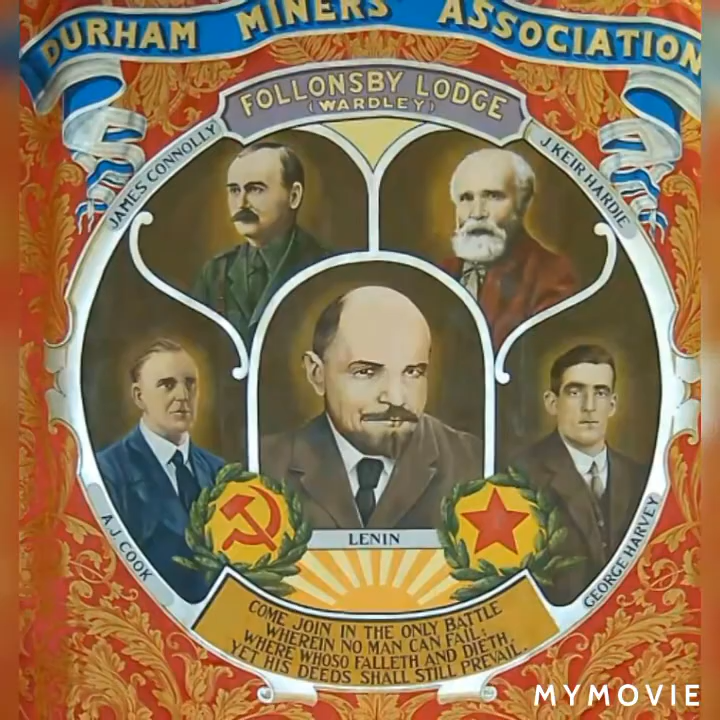 DURHAM MINERS' ASSOCIATION
FOLLONSBY LODGE
(WARDLEY)
JAMES CONNOLLY
J. KEIR HARDIE
A.J. COOK
LENIN
GEORGE HARVEY
COME JOIN IN THE ONLY BATTLE
WHEREIN NO MAN CAN FAIL;
WHERE WHOSO FALLETH AND DIETH,
YET HIS DEEDS SHALL STILL PREVAIL.
MYMOVIE